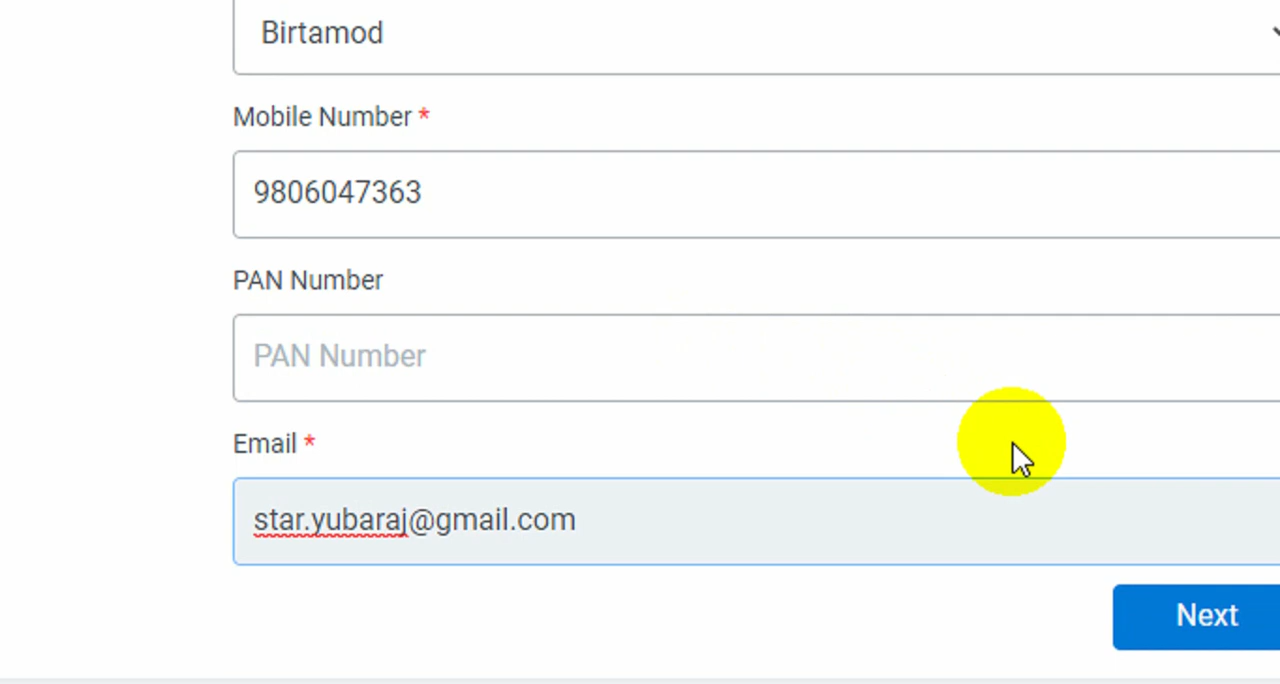 Birtamod
Mobile Number *
9806047363
PAN Number
PAN Number
Email *
star.yubaraj@gmail.com
Next